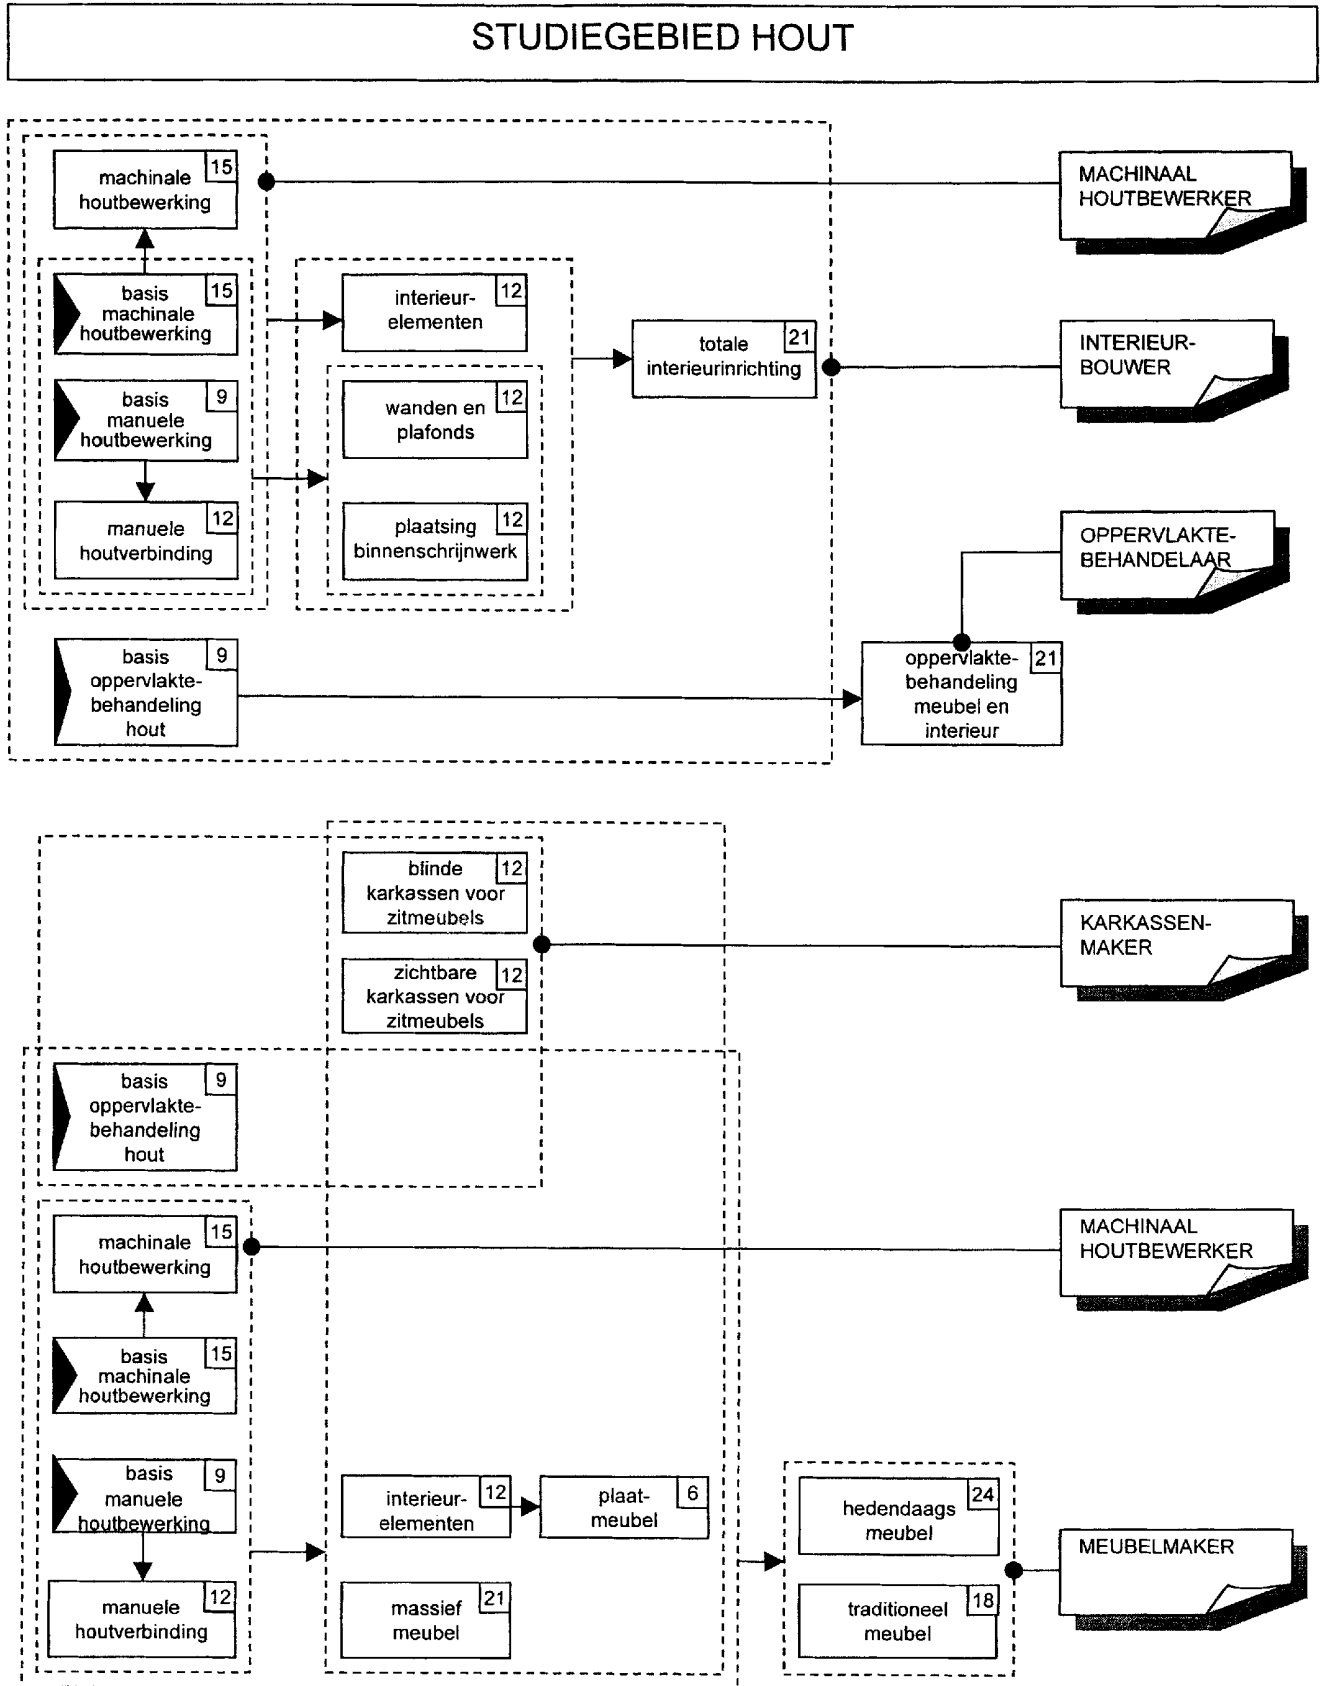 STUDIEGEBIED HOUT
machinale
houtbewerking
15
MACHINAAL
HOUTBEWERKER
basis
machinale
houtbewerking
15
interieur-
elementen
12
totale
interieurinrichting
21
INTERIEUR-
BOUWER
basis
manuele
houtbewerking
9
wanden en
plafonds
12
manuele
houtverbinding
12
plaatsing
binnenschrijnwerk
12
OPPERVLAKTE-
BEHANDELAAR
basis
oppervlakte-
behandeling
hout
9
oppervlakte-
behandeling
meubel en
interieur
21
blinde
karkassen voor
zitmeubels
12
KARKASSEN-
MAKER
zichtbare
karkassen voor
zitmeubels
12
basis
oppervlakte-
behandeling
hout
9
machinale
houtbewerking
15
MACHINAAL
HOUTBEWERKER
basis
machinale
houtbewerking
15
basis
manuele
houtbewerking
9
interieur-
elementen
12
plaat-
meubel
6
hedendaags
meubel
24
MEUBELMAKER
manuele
houtverbinding
12
massief
meubel
21
traditioneel
meubel
18